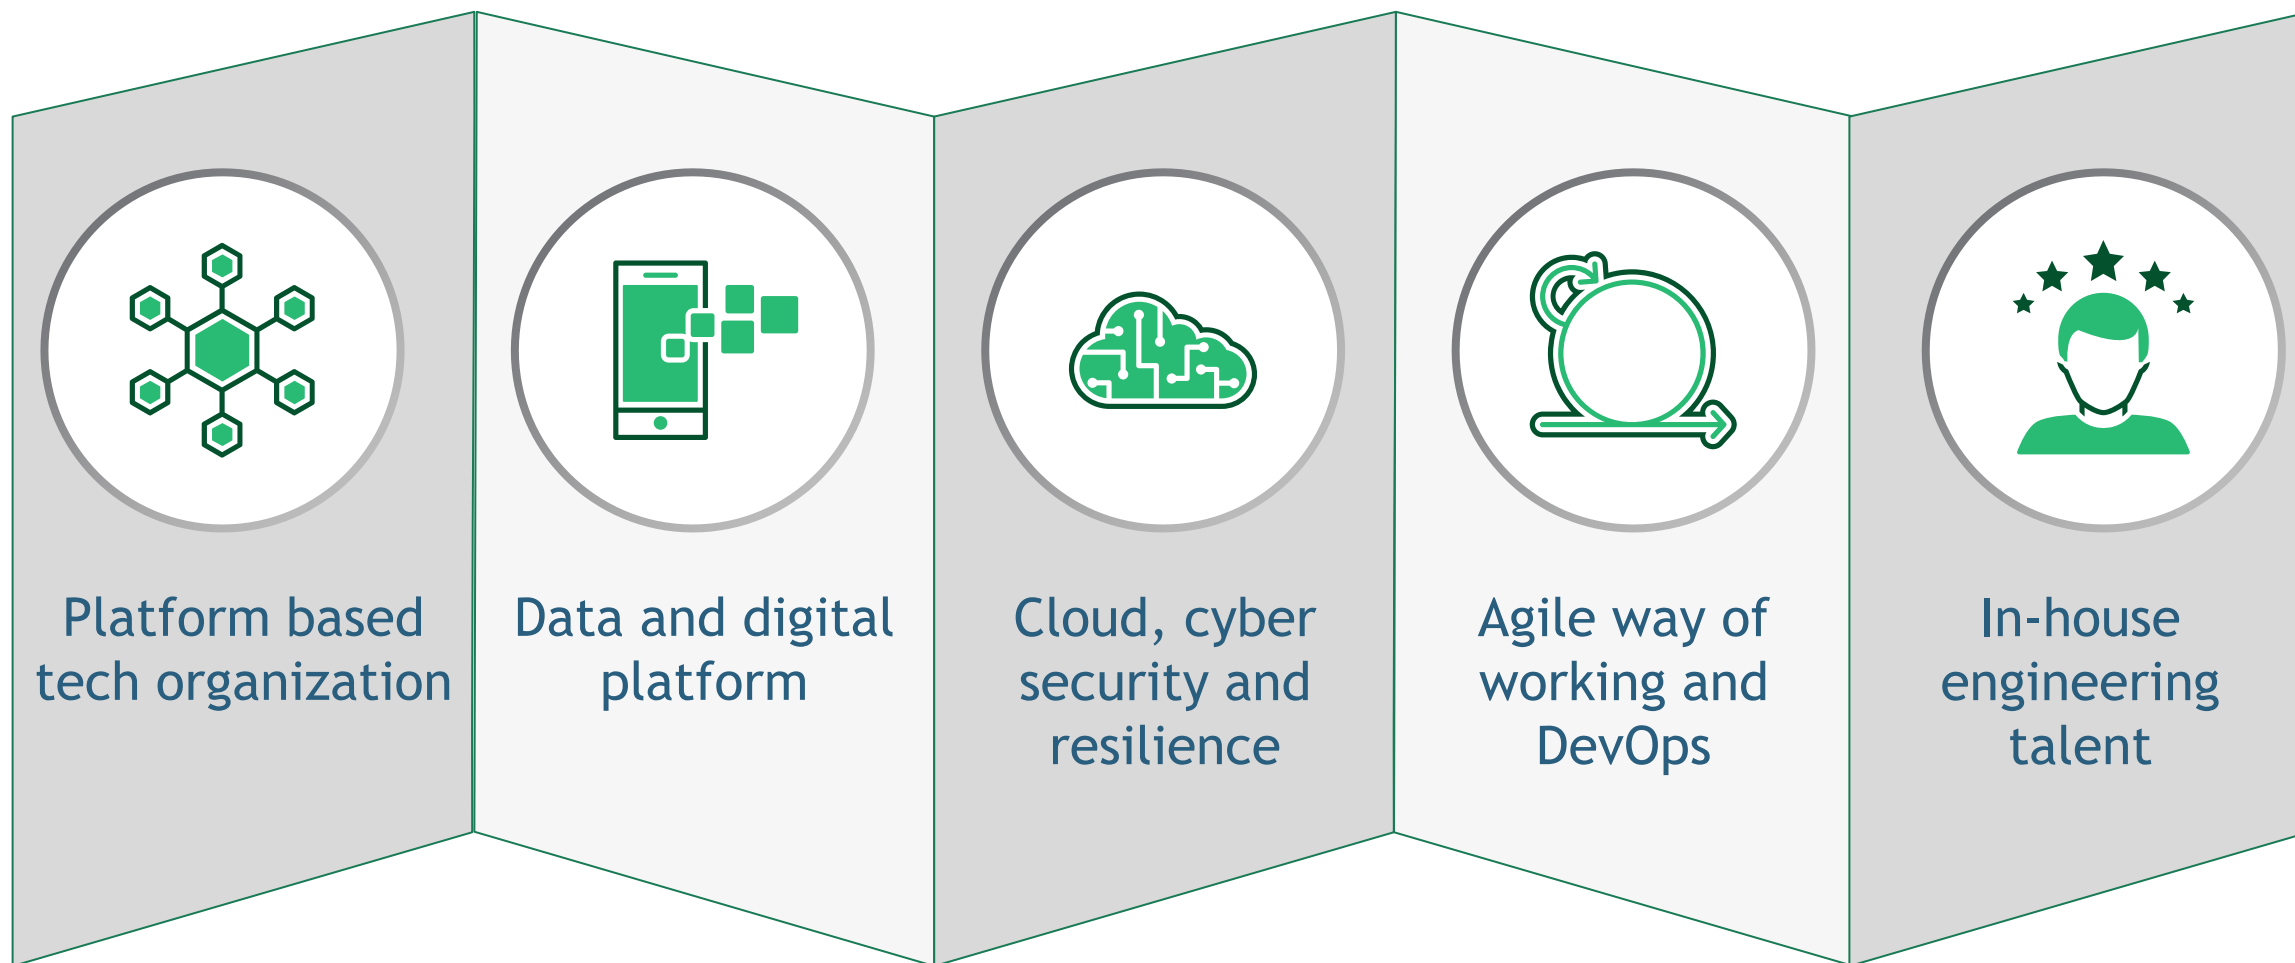 Platform based
tech organization
Data and digital
platform
Cloud, cyber
security and
resilience
Agile way of
working and
DevOps
In-house
engineering
talent